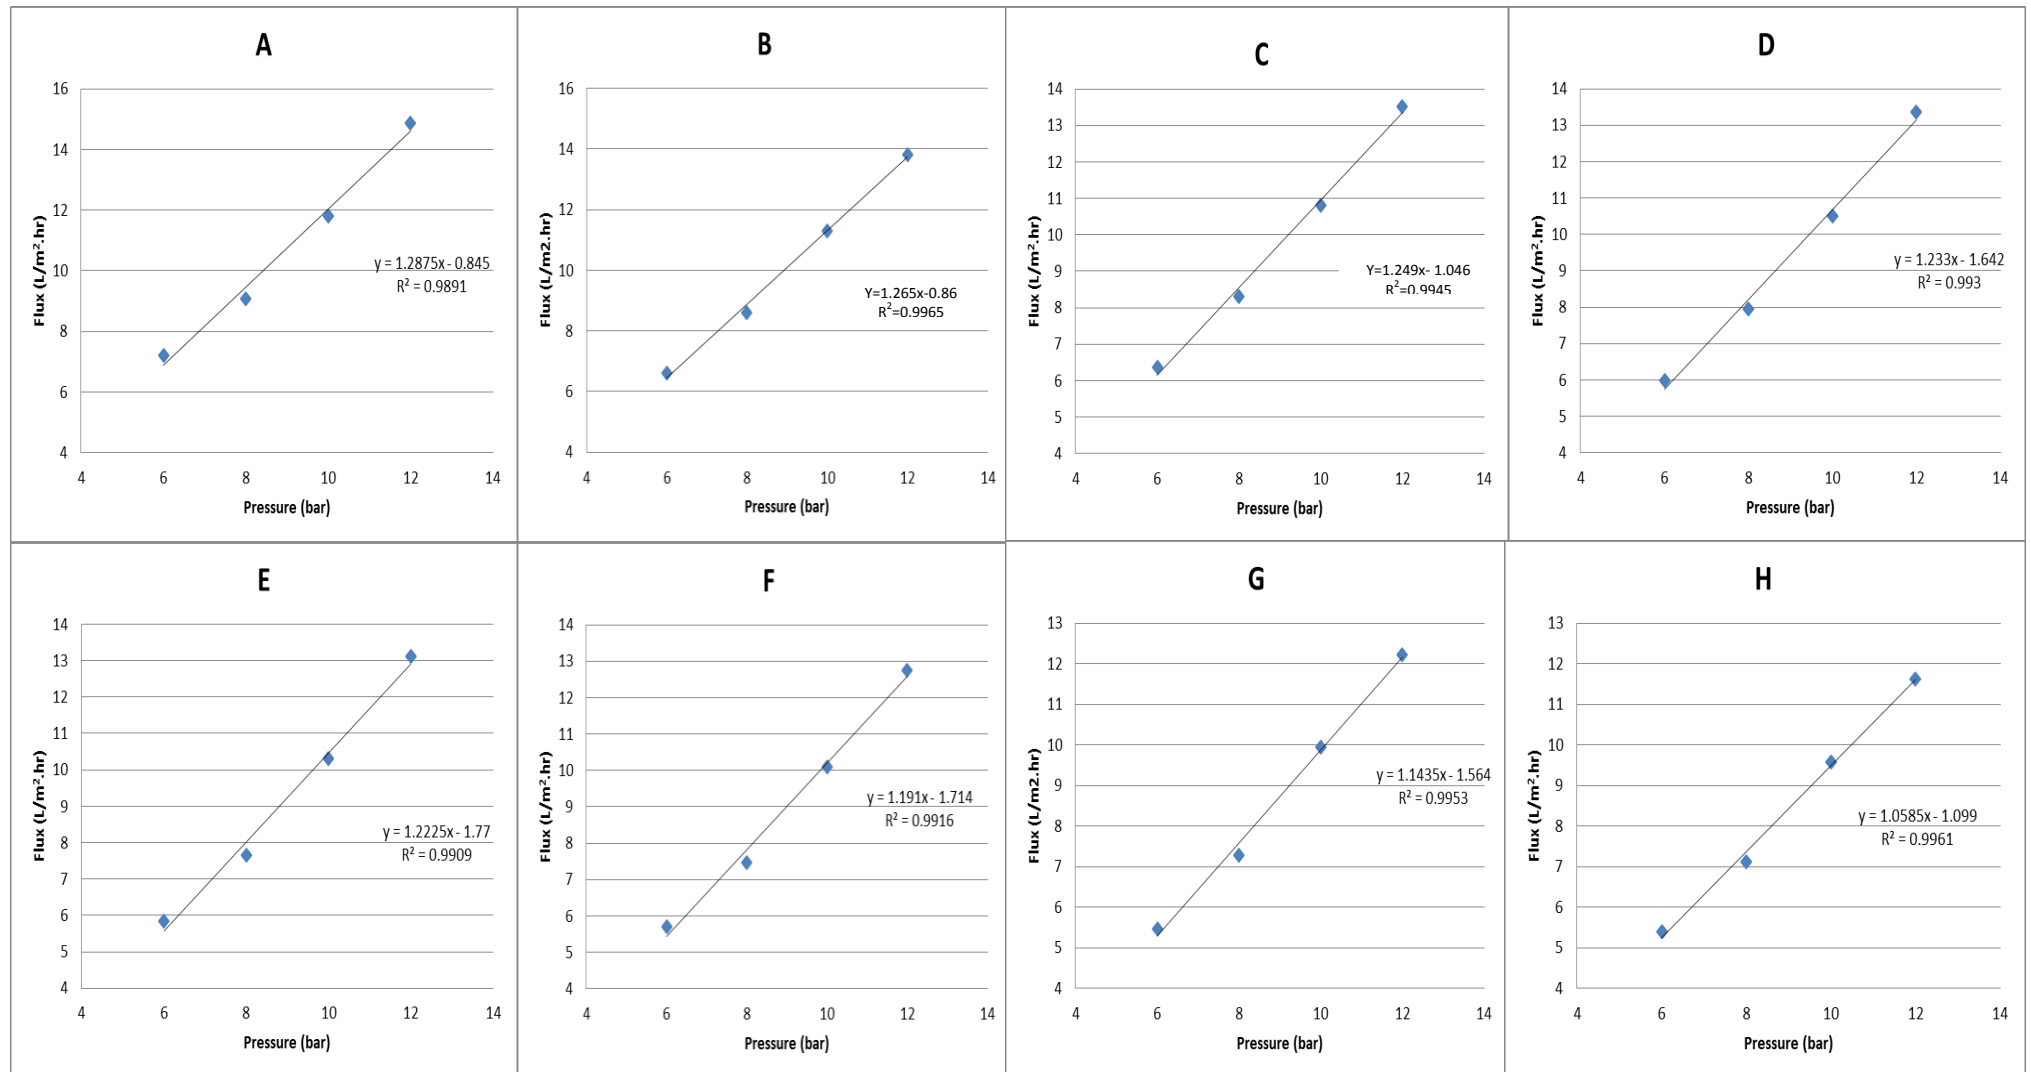 A
16
14
12
10
8
6
4
4 6 8 10 12 14
Flux (L/m².hr)
Pressure (bar)
y = 1.2875x - 0.845
R² = 0.9891
B
16
14
12
10
8
6
4
4 6 8 10 12 14
Flux (L/m2.hr)
Pressure (bar)
Y=1.265x-0.86
R²=0.9965
C
14
13
12
11
10
9
8
7
6
5
4
4 6 8 10 12 14
Flux (L/m².hr)
Pressure (bar)
Y=1.249x- 1.046
R²=0.9945
D
14
13
12
11
10
9
8
7
6
5
4
4 6 8 10 12 14
Flux (L/m².hr)
Pressure (bar)
y = 1.233x - 1.642
R² = 0.993
E
14
13
12
11
10
9
8
7
6
5
4
4 6 8 10 12 14
Flux (L/m².hr)
Pressure (bar)
y = 1.2225x - 1.77
R² = 0.9909
F
14
13
12
11
10
9
8
7
6
5
4
4 6 8 10 12 14
Flux (L/m².hr)
Pressure (bar)
y = 1.191x - 1.714
R² = 0.9916
G
13
12
11
10
9
8
7
6
5
4
4 6 8 10 12 14
Flux (L/m2.hr)
Pressure (bar)
y = 1.1435x - 1.564
R² = 0.9953
H
13
12
11
10
9
8
7
6
5
4
4 6 8 10 12 14
Flux (L/m².hr)
Pressure (bar)
y = 1.0585x - 1.099
R² = 0.9961